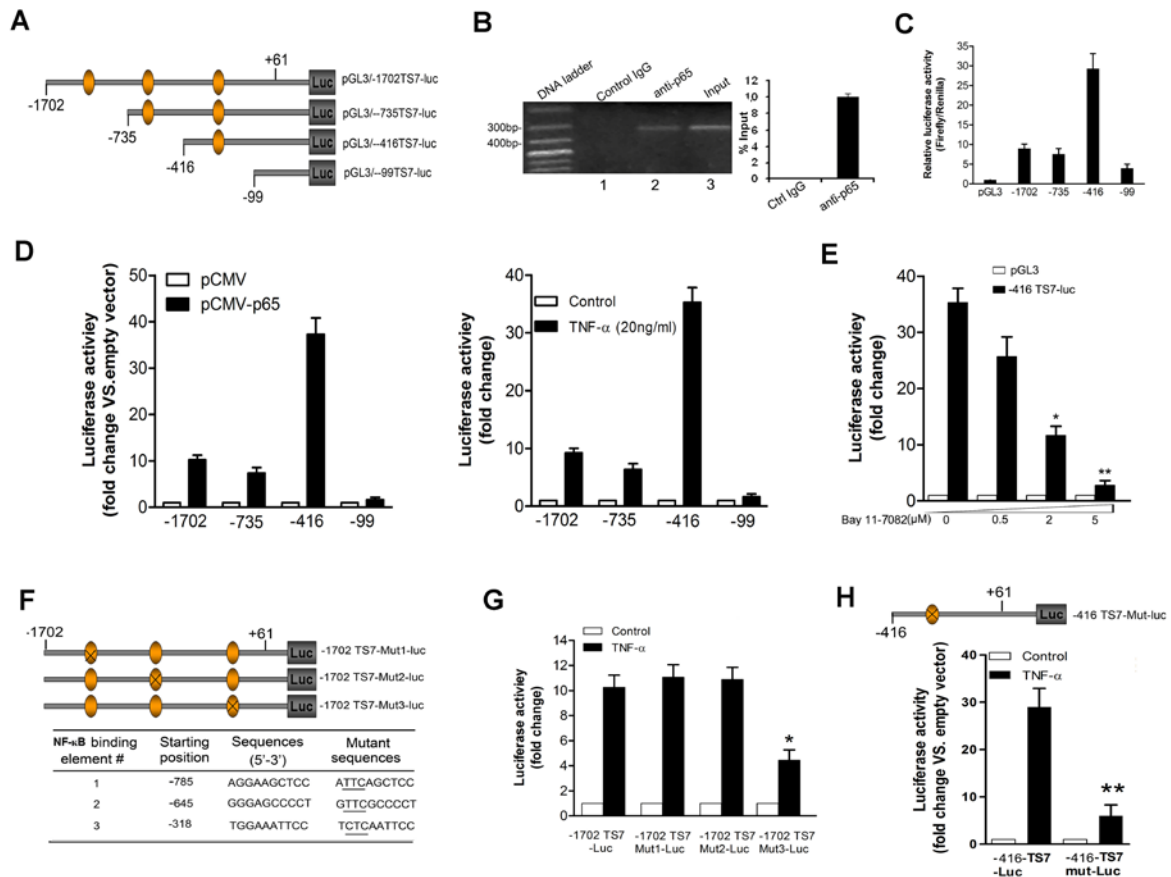 A
+61
-1702
Luc
pGL3/-1702TS7-luc
-735
Luc
pGL3/--735TS7-luc
-416
Luc
pGL3/--416TS7-luc
-99
Luc
pGL3/--99TS7-luc
B
DNA ladder
Control IgG
anti-p65
Input
300bp-
400bp-
1 2 3
% Input
12
10
8
6
4
2
0
Ctrl IgG
anti-p65
C
Relative luciferase activity
(Firefly/Renilla)
35
30
25
20
15
10
5
0
pGL3 -1702 -735 -416 -99
D
Luciferase activiey
(fold change VS.empty vector)
50
40
30
20
10
0
pCMV
pCMV-p65
-1702 -735 -416 -99
Luciferase activiey
(fold change)
40
30
20
10
0
Control
TNF-α (20ng/ml)
-1702 -735 -416 -99
E
pGL3
-416 TS7-luc
Luciferase activiey
(fold change)
40
30
20
10
0
*
**
Bay 11-7082(μM) 0 0.5 2 5
F
-1702
+61
Luc
-1702 TS7-Mut1-luc
Luc
-1702 TS7-Mut2-luc
Luc
-1702 TS7-Mut3-luc
NF-κB binding element # Starting position Sequences (5'-3') Mutant sequences
1 -785 AGGAAGCTCC ATTCAGCTCC
2 -645 GGGAGCCCCT GTTCGCCCCT
3 -318 TGGAAATTCC TCTCAATTCC
G
Control
TNF-α
Luciferase activiey
(fold change)
14
12
10
8
6
4
2
0
*
-1702 TS7 -Luc
-1702 TS7 Mut1-Luc
-1702 TS7 Mut2-Luc
-1702 TS7 Mut3-Luc
H
+61
-416
Luc
-416 TS7-Mut-luc
Control
TNF-α
Luciferase activity
(fold change VS. empty vector)
40
30
20
10
0
**
-416-TS7 -Luc
-416-TS7 mut-Luc